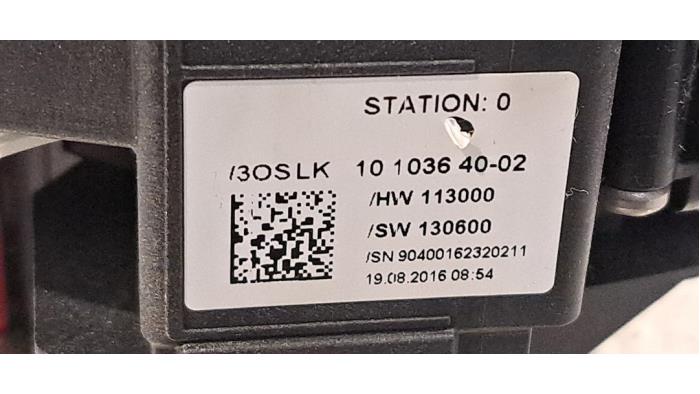 STATION: 0
/3OSLK 10 1036 40-02
/HW 113000
/SW 130600
/SN 90400162320211
19.08.2016 08:54